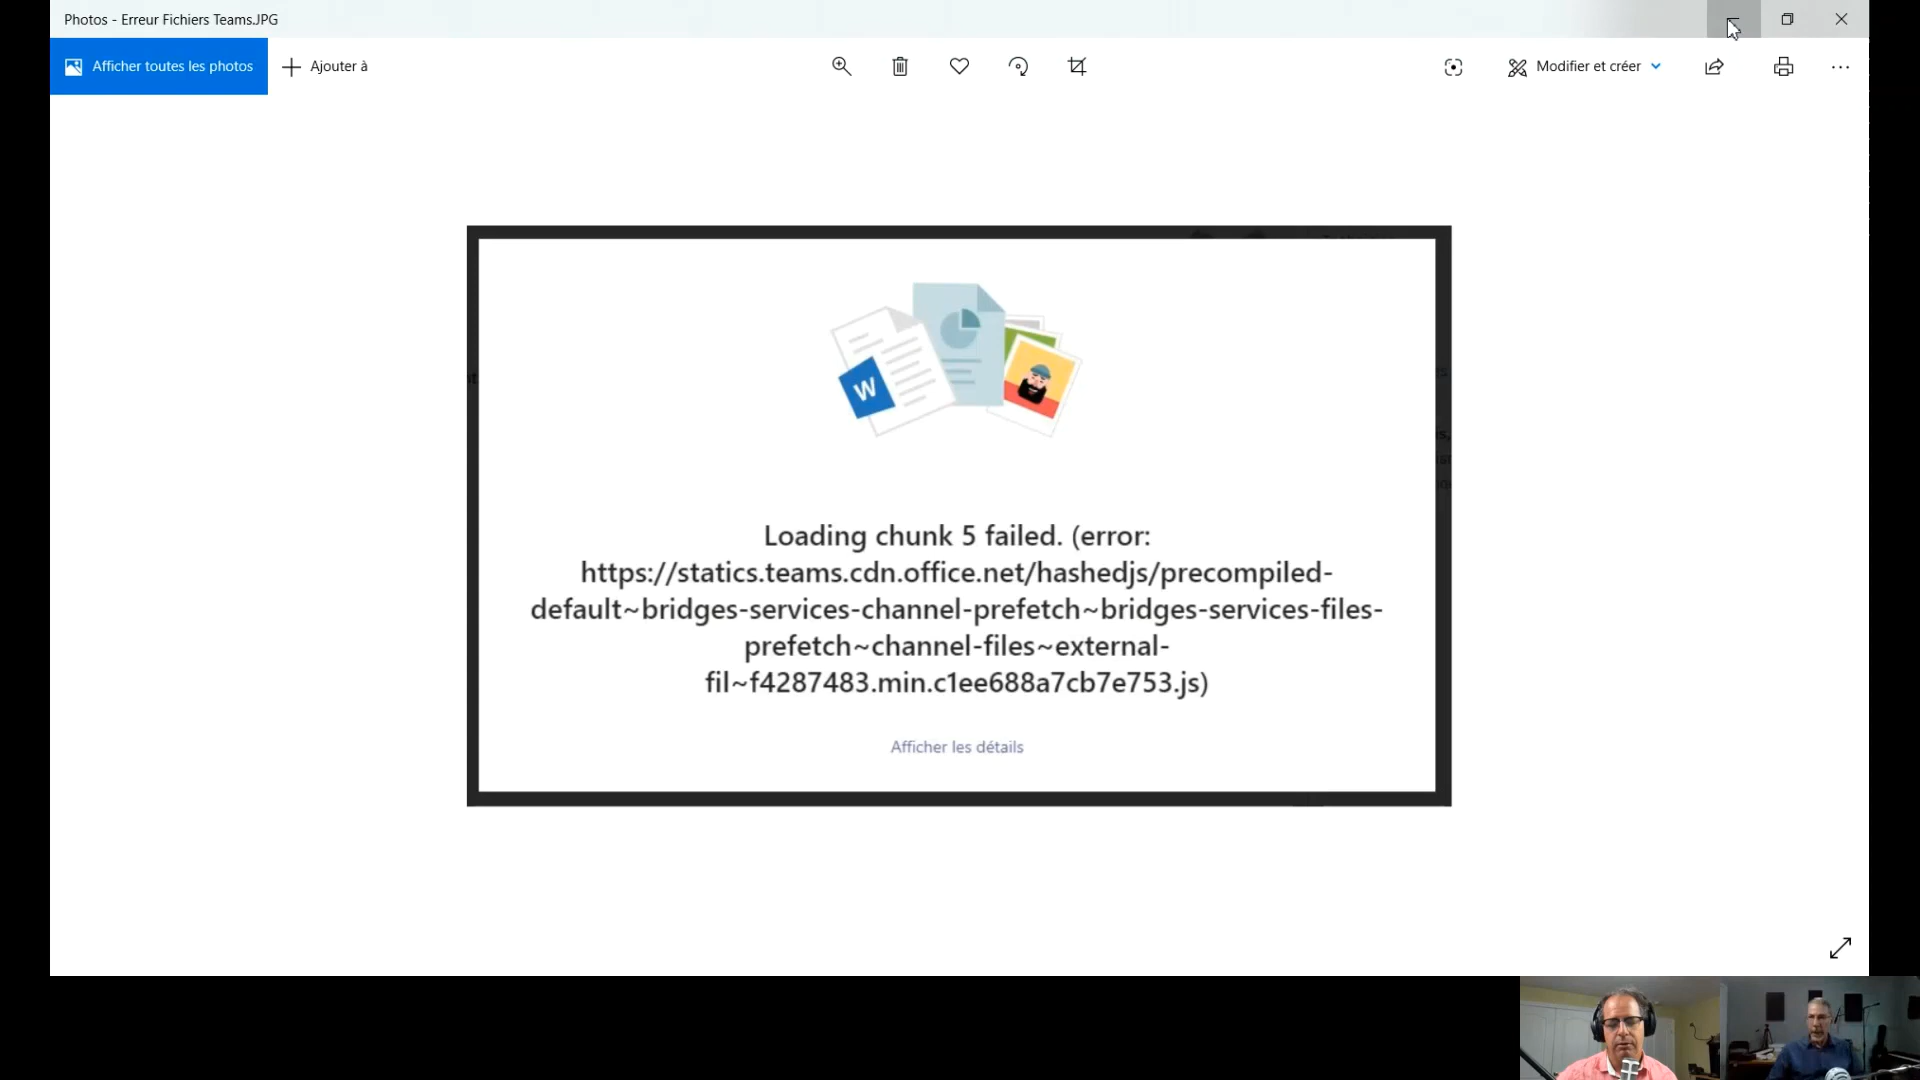 Photos - Erreur Fichiers Teams.JPG
Afficher toutes les photos
Ajouter à
Modifier et créer
W
Loading chunk 5 failed. (error:
https://statics.teams.cdn.office.net/hashedjs/precompiled-
default~bridges-services-channel-prefetch~bridges-services-files-
prefetch~channel-files~external-
fil~f4287483.min.c1ee688a7cb7e753.js)
Afficher les détails